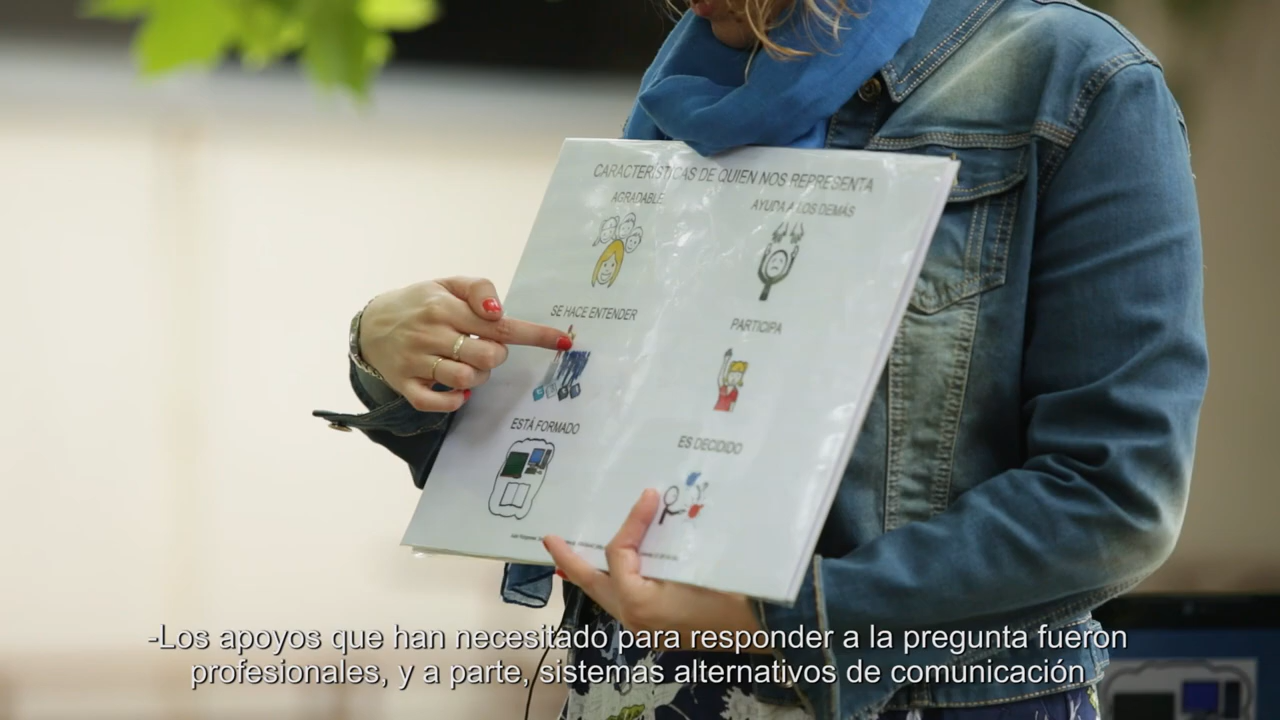 CARACTERÍSTICAS DE QUIEN NOS REPRESENTA
AGRADABLE
AYUDA A LOS DEMÁS
SE HACE ENTENDER
PARTICIPA
ESTÁ FORMADO
ES DECIDIDO
-Los apoyos que han necesitado para responder a la pregunta fueron
profesionales, y a parte, sistemas alternativos de comunicación